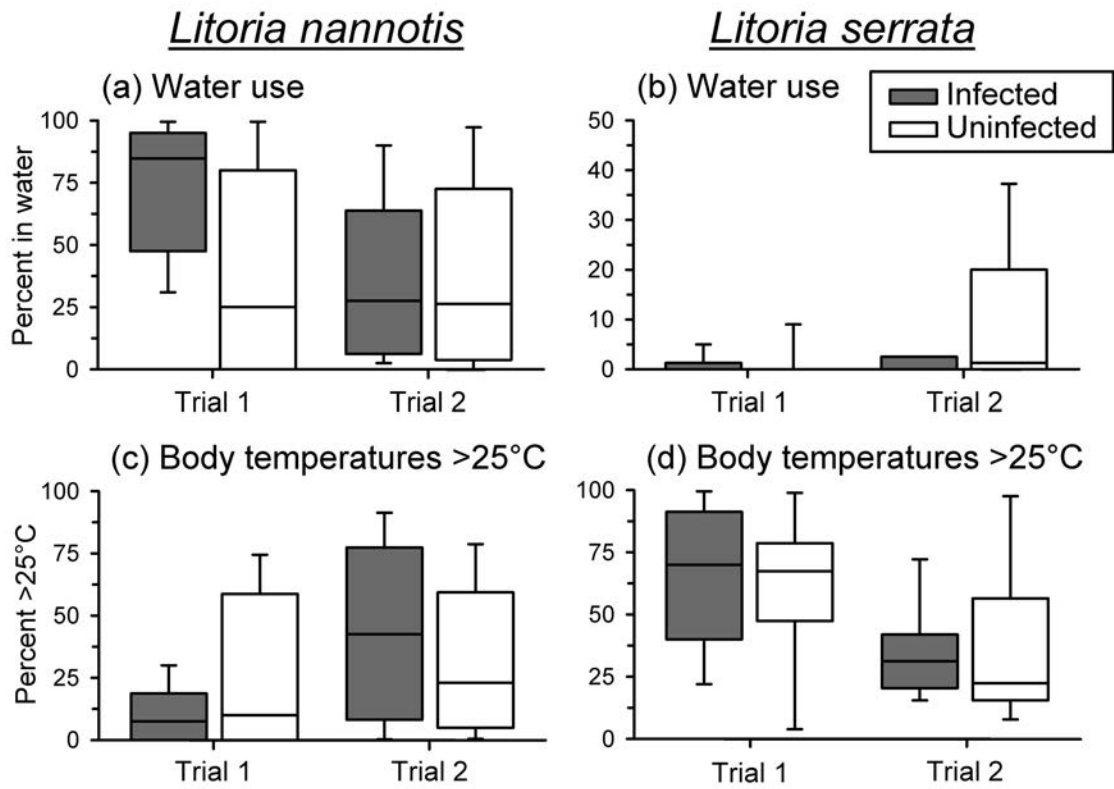 Litoria nannotis
Litoria serrata
(a) Water use
(b) Water use
Infected
Uninfected
Percent in water
100
75
50
25
0
Trial 1
Trial 2
50
40
30
20
10
0
Trial 1
Trial 2
(c) Body temperatures >25°C
(d) Body temperatures >25°C
Percent >25°C
100
75
50
25
0
Trial 1
Trial 2
100
75
50
25
0
Trial 1
Trial 2